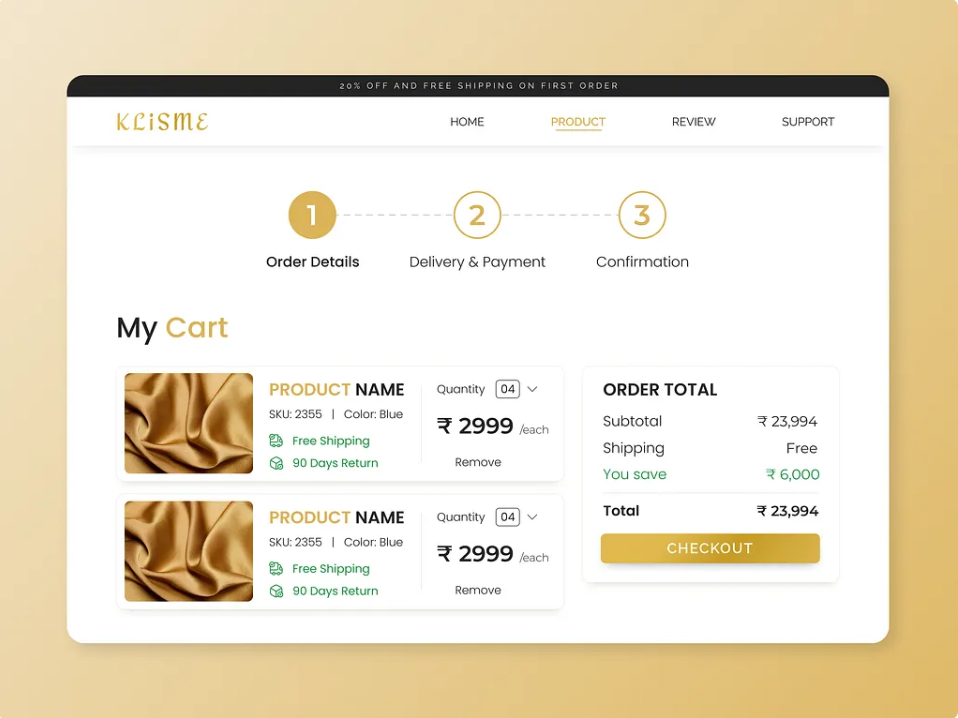 20% OFF AND FREE SHIPPING ON FIRST ORDER
KLiSME
HOME PRODUCT REVIEW SUPPORT
1 2 3
Order Details Delivery & Payment Confirmation
My Cart
PRODUCT NAME
SKU: 2355 | Color: Blue
Free Shipping
90 Days Return
Quantity 04
₹ 2999 /each
Remove
PRODUCT NAME
SKU: 2355 | Color: Blue
Free Shipping
90 Days Return
Quantity 04
₹ 2999 /each
Remove
ORDER TOTAL
Subtotal ₹ 23,994
Shipping Free
You save ₹ 6,000
Total ₹ 23,994
CHECKOUT